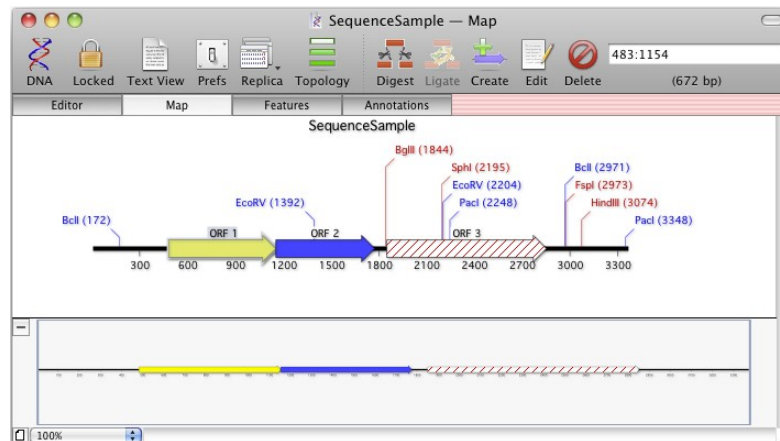 SequenceSample — Map
483:1154
DNA Locked Text View Prefs Replica Topology Digest Ligate Create Edit Delete (672 bp)
Editor Map Features Annotations
SequenceSample
BglII (1844)
SphI (2195) BclI (2971)
EcoRV (1392) EcoRV (2204) FspI (2973)
BclI (172) PacI (2248) HindIII (3074) PacI (3348)
ORF 1 ORF 2 ORF 3
300 600 900 1200 1500 1800 2100 2400 2700 3000 3300
100%